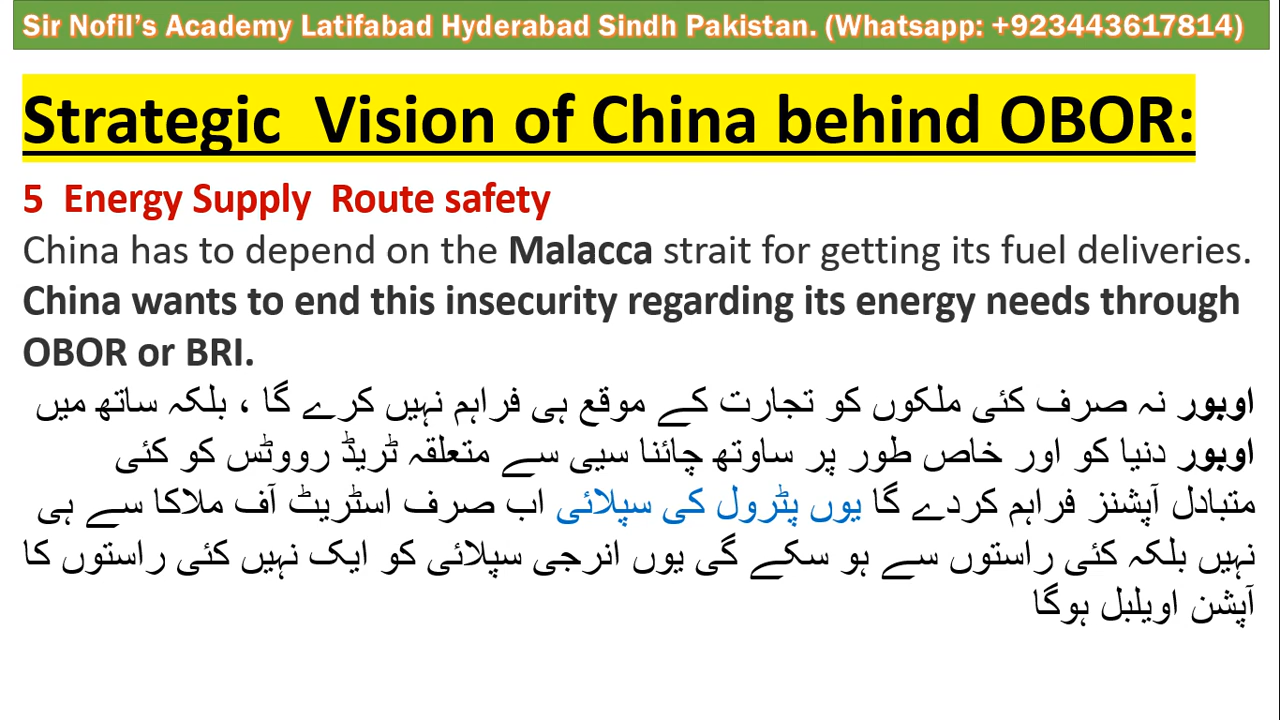 Sir Nofil's Academy Latifabad Hyderabad Sindh Pakistan. (Whatsapp: +923443617814)
Strategic  Vision of China behind OBOR:
5  Energy Supply  Route safety
China has to depend on the Malacca strait for getting its fuel deliveries.
China wants to end this insecurity regarding its energy needs through
OBOR or BRI.
اوبور نہ صرف کئی ملکوں کو تجارت کے موقع ہی فراہم نہیں کرے گا ، بلکہ ساتھ میں
اوبور دنیا کو اور خاص طور پر ساوتھ چائنا سیی سے متعلقہ ٹریڈ رووٹس کو کئی
متبادل آپشنز فراہم کردے گا یوں پٹرول کی سپلائی اب صرف اسٹریٹ آف ملاکا سے ہی
نہیں بلکہ کئی راستوں سے ہو سکے گی یوں انرجی سپلائی کو ایک نہیں کئی راستوں کا
آپشن اویلبل ہوگا